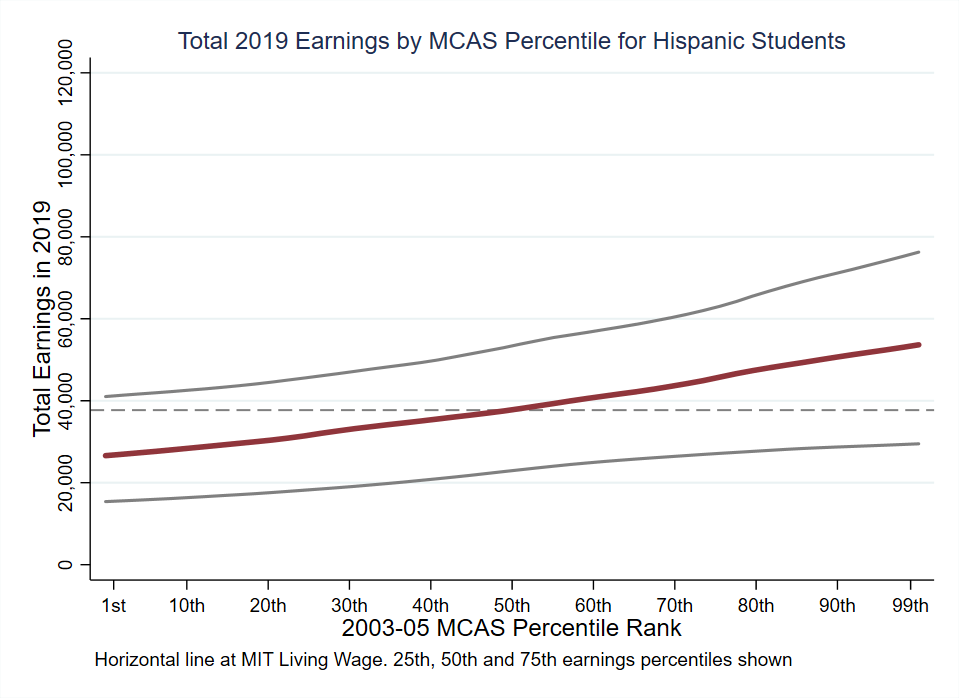 Total 2019 Earnings by MCAS Percentile for Hispanic Students
Total Earnings in 2019
120,000
100,000
80,000
60,000
40,000
20,000
0
1st 10th 20th 30th 40th 50th 60th 70th 80th 90th 99th
2003-05 MCAS Percentile Rank
Horizontal line at MIT Living Wage. 25th, 50th and 75th earnings percentiles shown